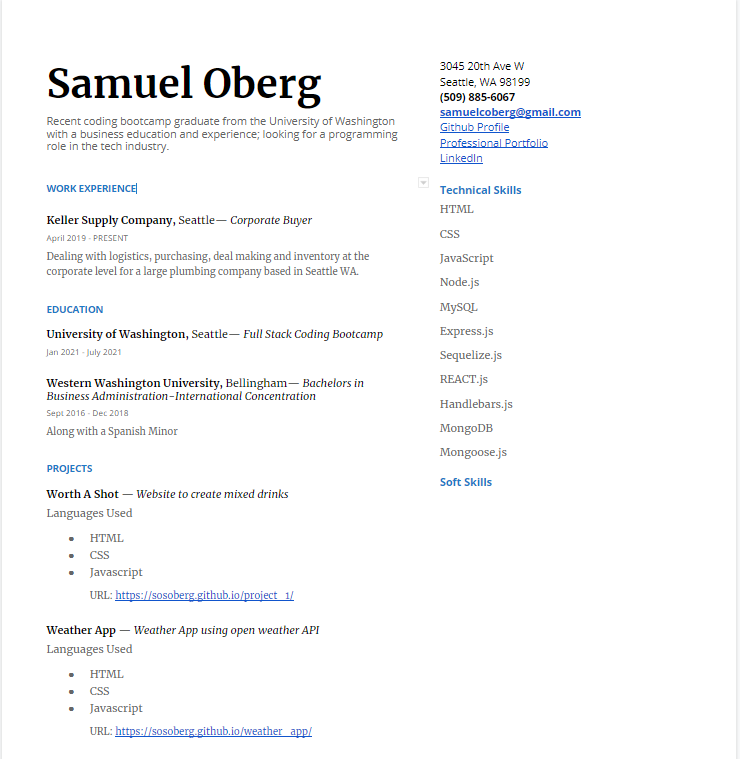 Samuel Oberg
Recent coding bootcamp graduate from the University of Washington
with a business education and experience; looking for a programming
role in the tech industry.
WORK EXPERIENCE
Keller Supply Company, Seattle— Corporate Buyer
April 2019 - PRESENT
Dealing with logistics, purchasing, deal making and inventory at the
corporate level for a large plumbing company based in Seattle WA.
EDUCATION
University of Washington, Seattle— Full Stack Coding Bootcamp
Jan 2021 - July 2021
Western Washington University, Bellingham— Bachelors in
Business Administration-International Concentration
Sept 2016 - Dec 2018
Along with a Spanish Minor
PROJECTS
Worth A Shot — Website to create mixed drinks
Languages Used
● HTML
● CSS
● Javascript
URL: https://sosoberg.github.io/project_1/
Weather App — Weather App using open weather API
Languages Used
● HTML
● CSS
● Javascript
URL: https://sosoberg.github.io/weather_app/
3045 20th Ave W
Seattle, WA 98199
(509) 885-6067
samuelcoberg@gmail.com
Github Profile
Professional Portfolio
LinkedIn
Technical Skills
HTML
CSS
JavaScript
Node.js
MySQL
Express.js
Sequelize.js
REACT.js
Handlebars.js
MongoDB
Mongoose.js
Soft Skills